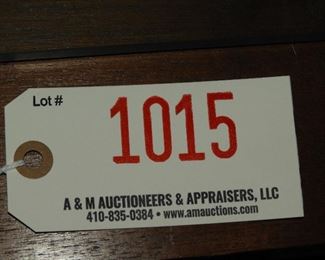 Lot #
1015
A & M AUCTIONEERS & APPRAISERS, LLC
410-835-0384 • www.amauctions.com